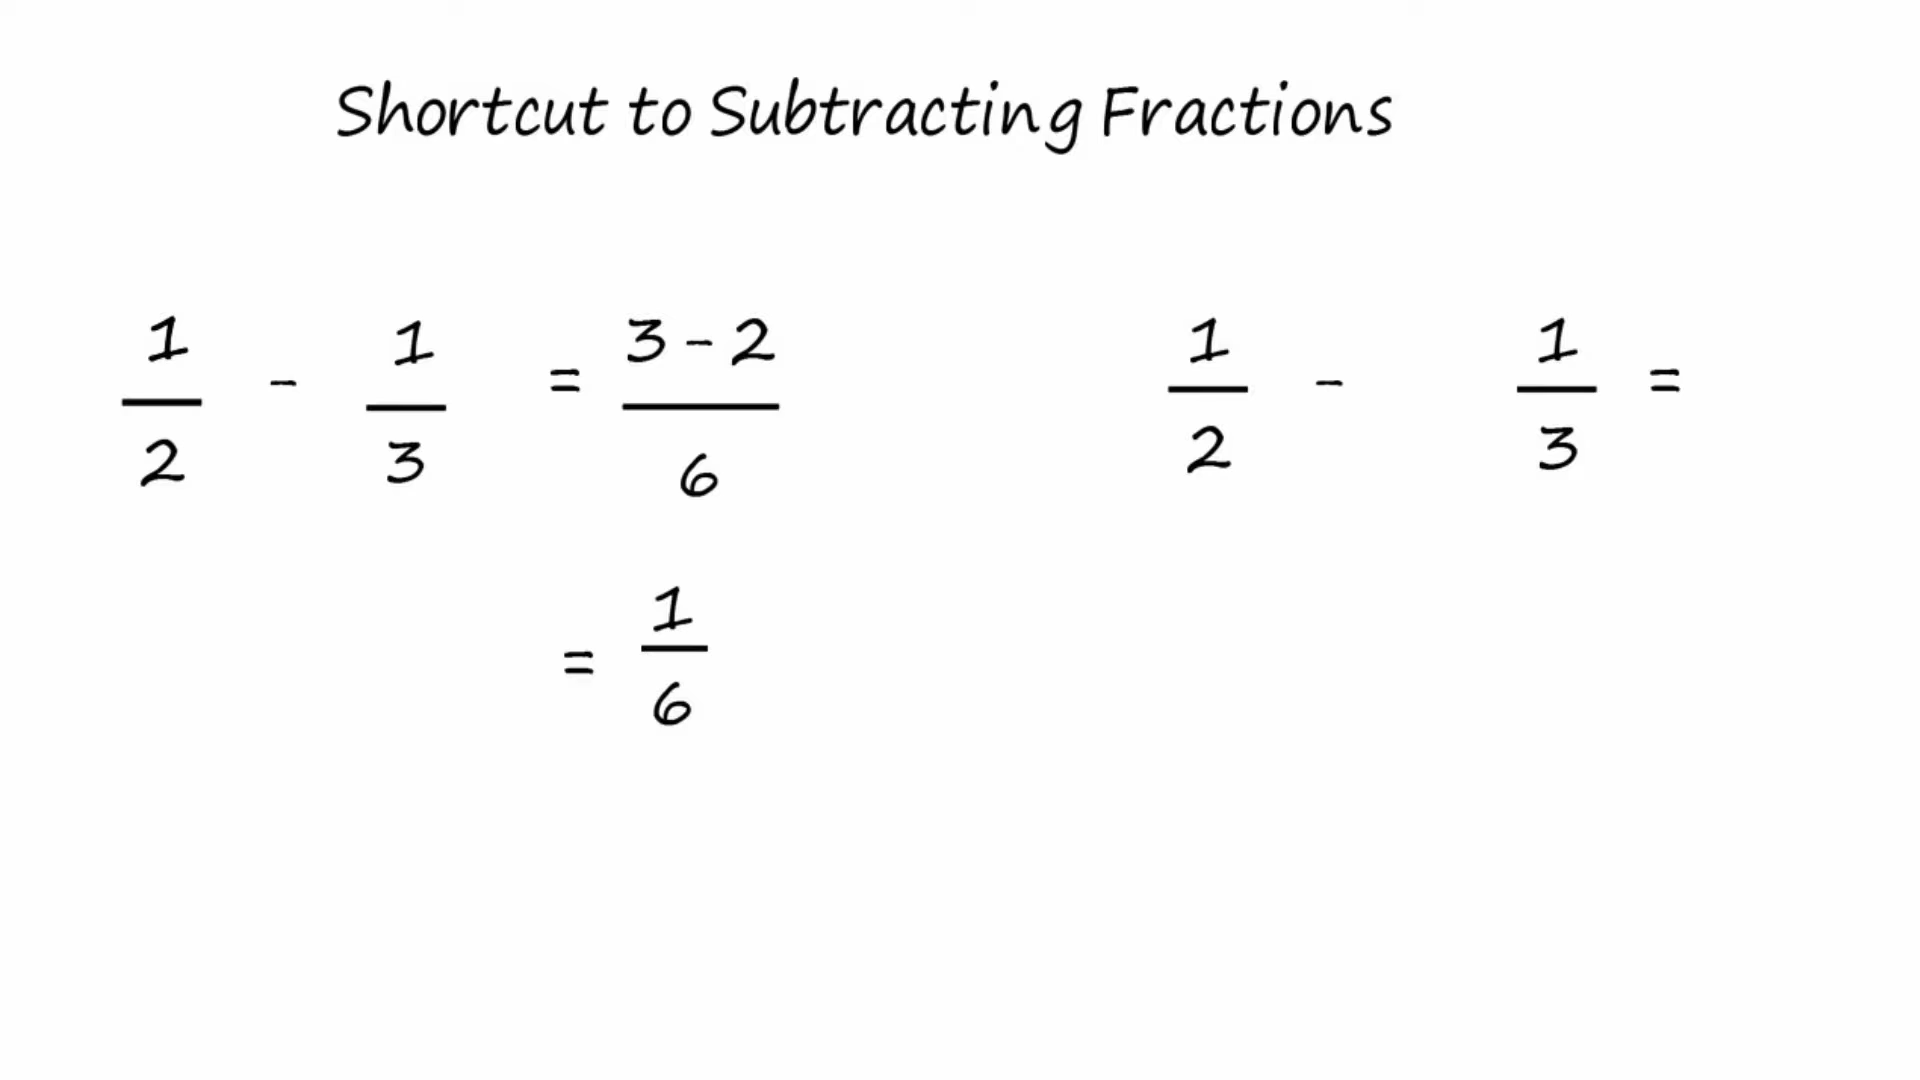 Shortcut to Subtracting Fractions
1/2 - 1/3 = 3-2/6
= 1/6
1/2 - 1/3 =